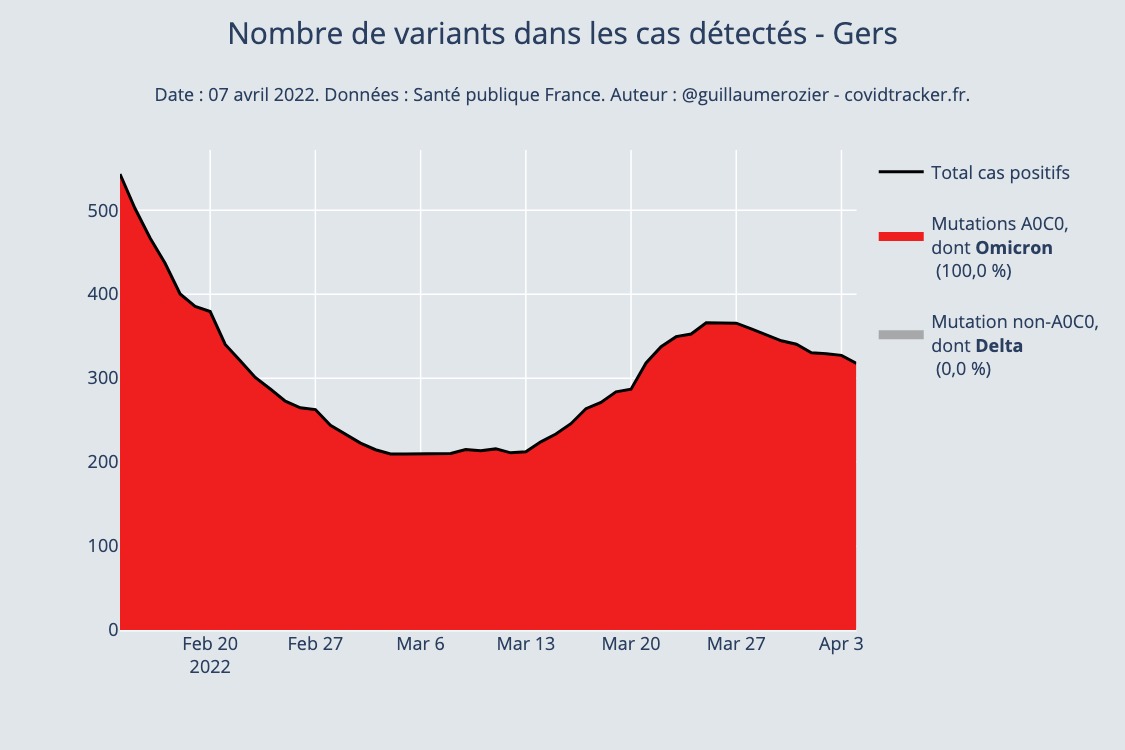 Nombre de variants dans les cas détectés - Gers
Date : 07 avril 2022. Données : Santé publique France. Auteur : @guillaumerozier - covidtracker.fr.
Total cas positifs
Mutations A0C0,
dont Omicron
(100,0 %)
Mutation non-A0C0,
dont Delta
(0,0 %)
500
400
300
200
100
0
Feb 20
2022
Feb 27
Mar 6
Mar 13
Mar 20
Mar 27
Apr 3